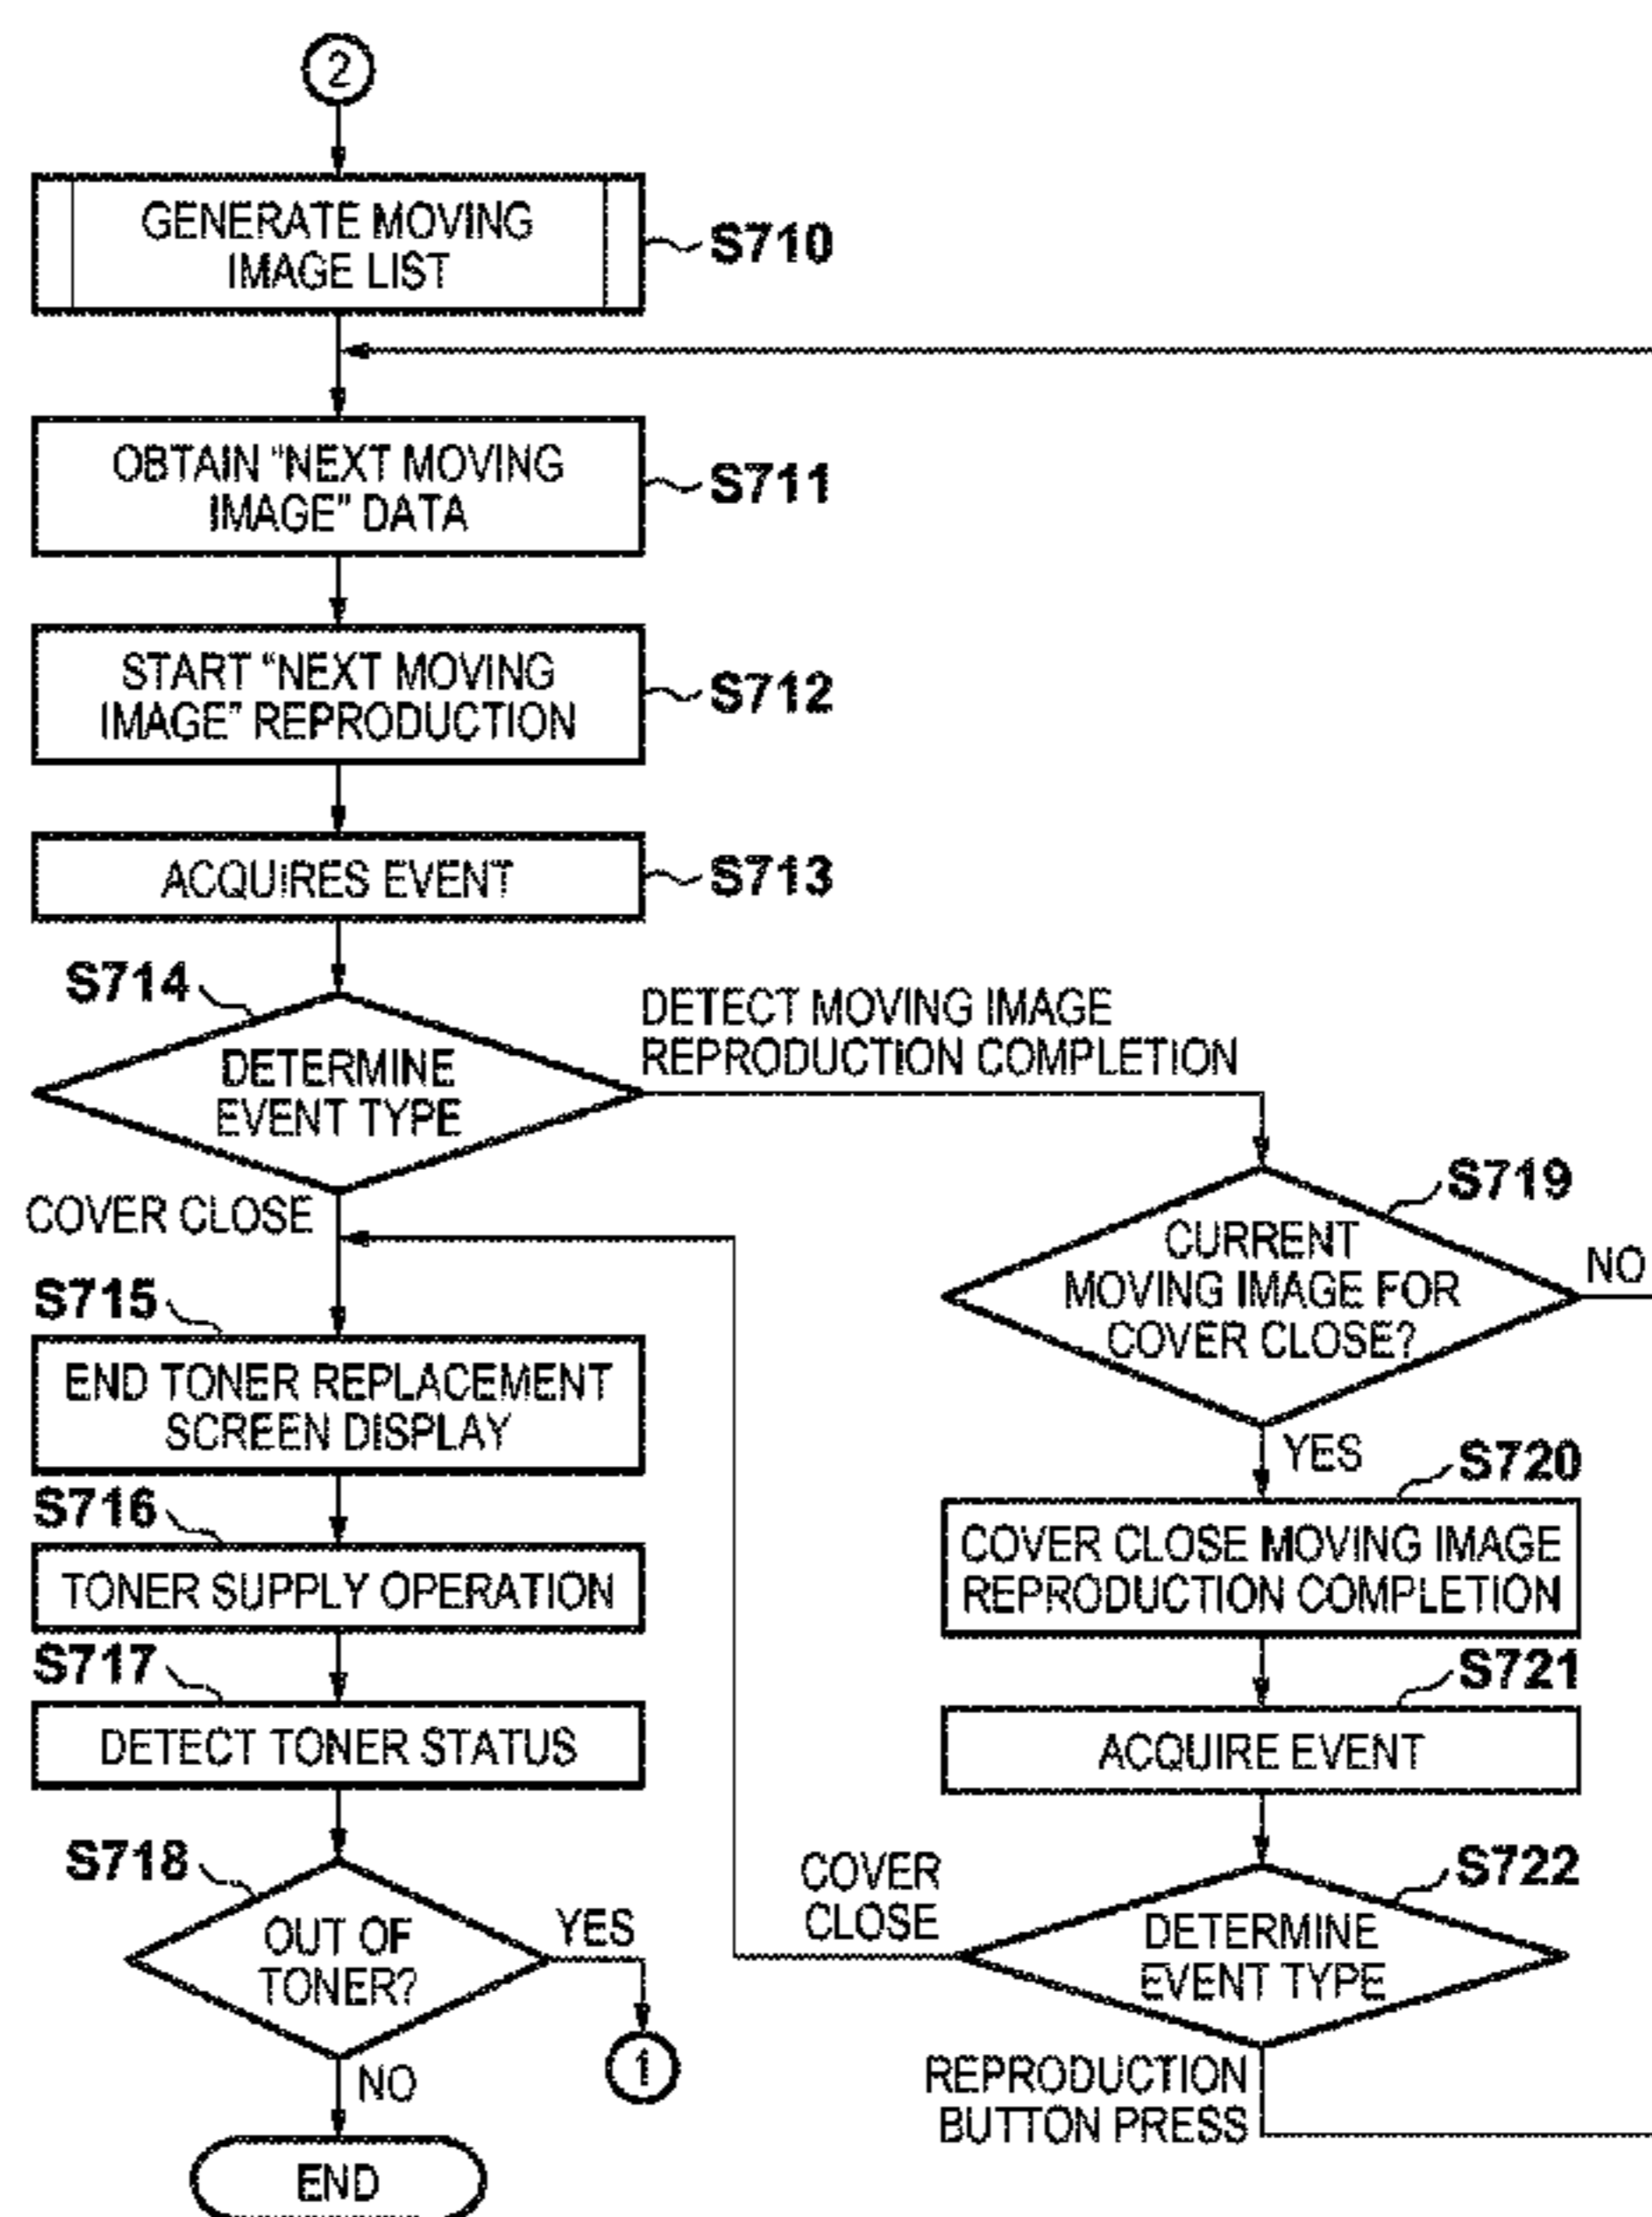 2
GENERATE MOVING
IMAGE LIST
S710
OBTAIN “NEXT MOVING
IMAGE” DATA
S711
START “NEXT MOVING
IMAGE” REPRODUCTION
S712
ACQUIRES EVENT
S713
S714
DETERMINE
EVENT TYPE
DETECT MOVING IMAGE
REPRODUCTION COMPLETION
COVER CLOSE
S715
END TONER REPLACEMENT
SCREEN DISPLAY
S716
TONER SUPPLY OPERATION
S717
DETECT TONER STATUS
S718
OUT OF
TONER?
YES
1
NO
END
S719
CURRENT
MOVING IMAGE FOR
COVER CLOSE?
NO
YES
S720
COVER CLOSE MOVING IMAGE
REPRODUCTION COMPLETION
S721
ACQUIRE EVENT
S722
DETERMINE
EVENT TYPE
COVER
CLOSE
REPRODUCTION
BUTTON PRESS